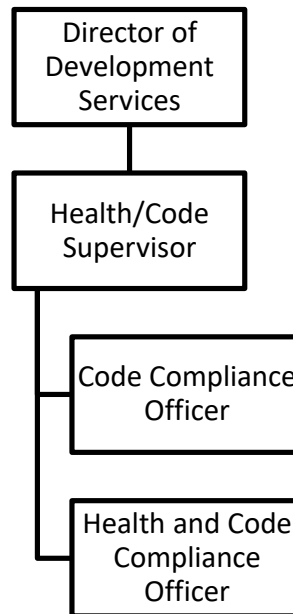 Director of
Development
Services
Health/Code
Supervisor
Code Compliance
Officer
Health and Code
Compliance
Officer